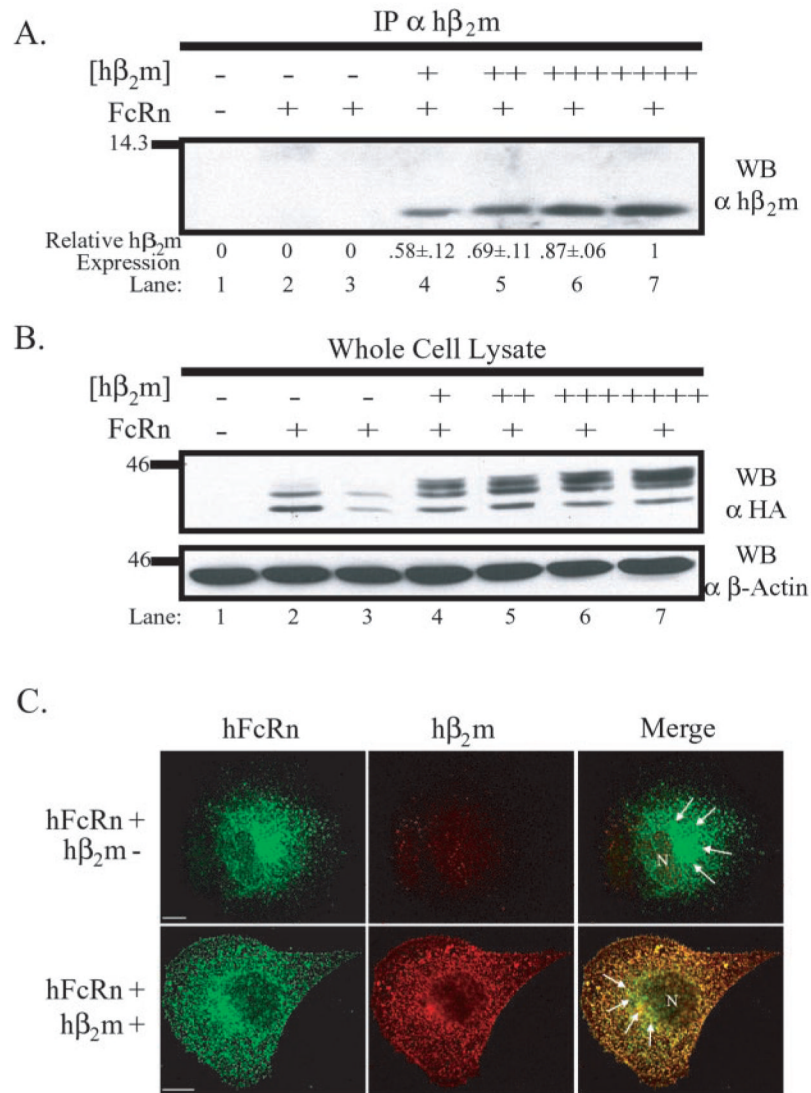 A.
IP α hβ₂m
[hβ₂m] - - - + ++ +++ ++++
FcRn - + + + + + +
14.3
WB
α hβ₂m
Relative hβ₂m
Expression
.2 0 0 0 .58±.12 .69±.11 .87±.06 1
Lane: 1 2 3 4 5 6 7
B.
Whole Cell Lysate
[hβ₂m] - - - + ++ +++ ++++
FcRn - + + + + + +
46
WB
α HA
46
WB
α β-Actin
Lane: 1 2 3 4 5 6 7
C.
hFcRn hβ₂m Merge
hFcRn +
hβ₂m -
N
hFcRn +
hβ₂m +
N